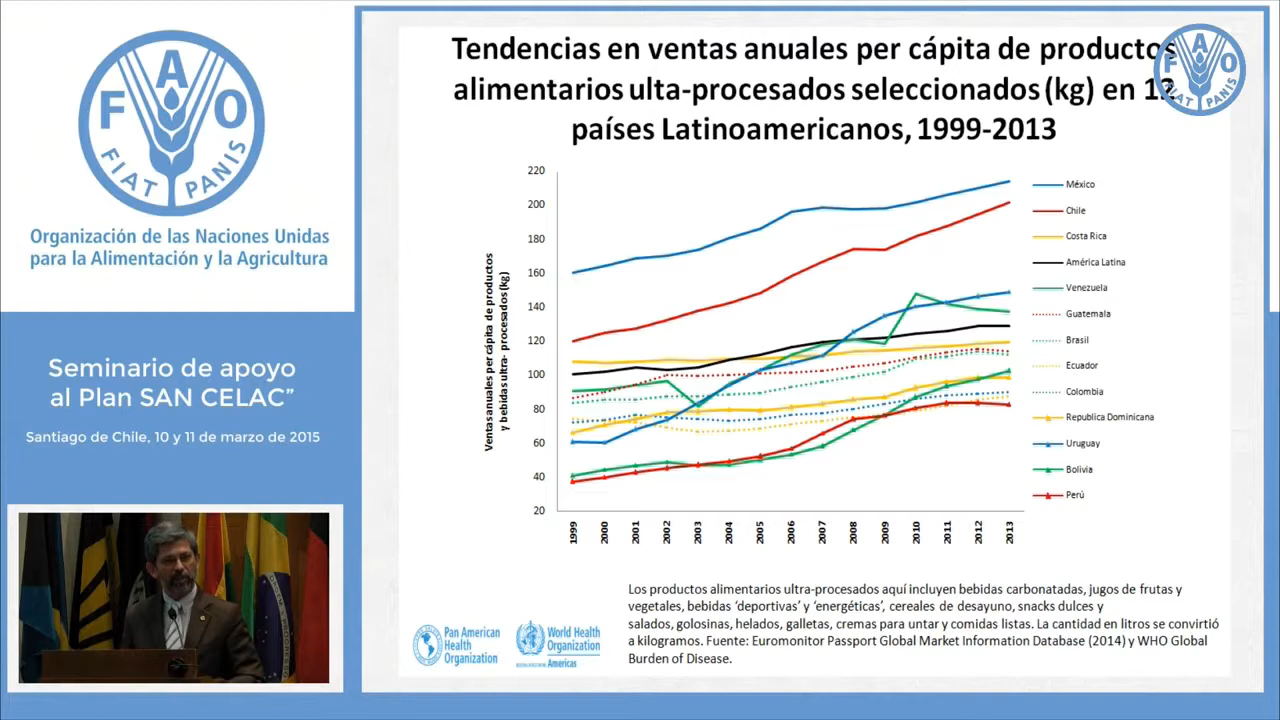 FAO
FIAT PANIS
Organización de las Naciones Unidas
para la Alimentación y la Agricultura
Seminario de apoyo
al Plan SAN CELAC”
Santiago de Chile, 10 y 11 de marzo de 2015
Tendencias en ventas anuales per cápita de productos
alimentarios ulta-procesados seleccionados (kg) en 12
países Latinoamericanos, 1999-2013
FAO
FIAT PANIS
Ventas anuales per cápita de productos
y bebidas ultra- procesados (kg)
220
200
180
160
140
120
100
80
60
40
20
1999
2000
2001
2002
2003
2004
2005
2006
2007
2008
2009
2010
2011
2012
2013
México
Chile
Costa Rica
América Latina
Venezuela
Guatemala
Brasil
Ecuador
Colombia
Republica Dominicana
Uruguay
Bolivia
Perú
Pan American
Health
Organization
World Health
Organization
Americas
Los productos alimentarios ultra-procesados aquí incluyen bebidas carbonatadas, jugos de frutas y
vegetales, bebidas ‘deportivas’ y ‘energéticas’, cereales de desayuno, snacks dulces y
salados, golosinas, helados, galletas, cremas para untar y comidas listas. La cantidad en litros se convirtió
a kilogramos. Fuente: Euromonitor Passport Global Market Information Database (2014) y WHO Global
Burden of Disease.